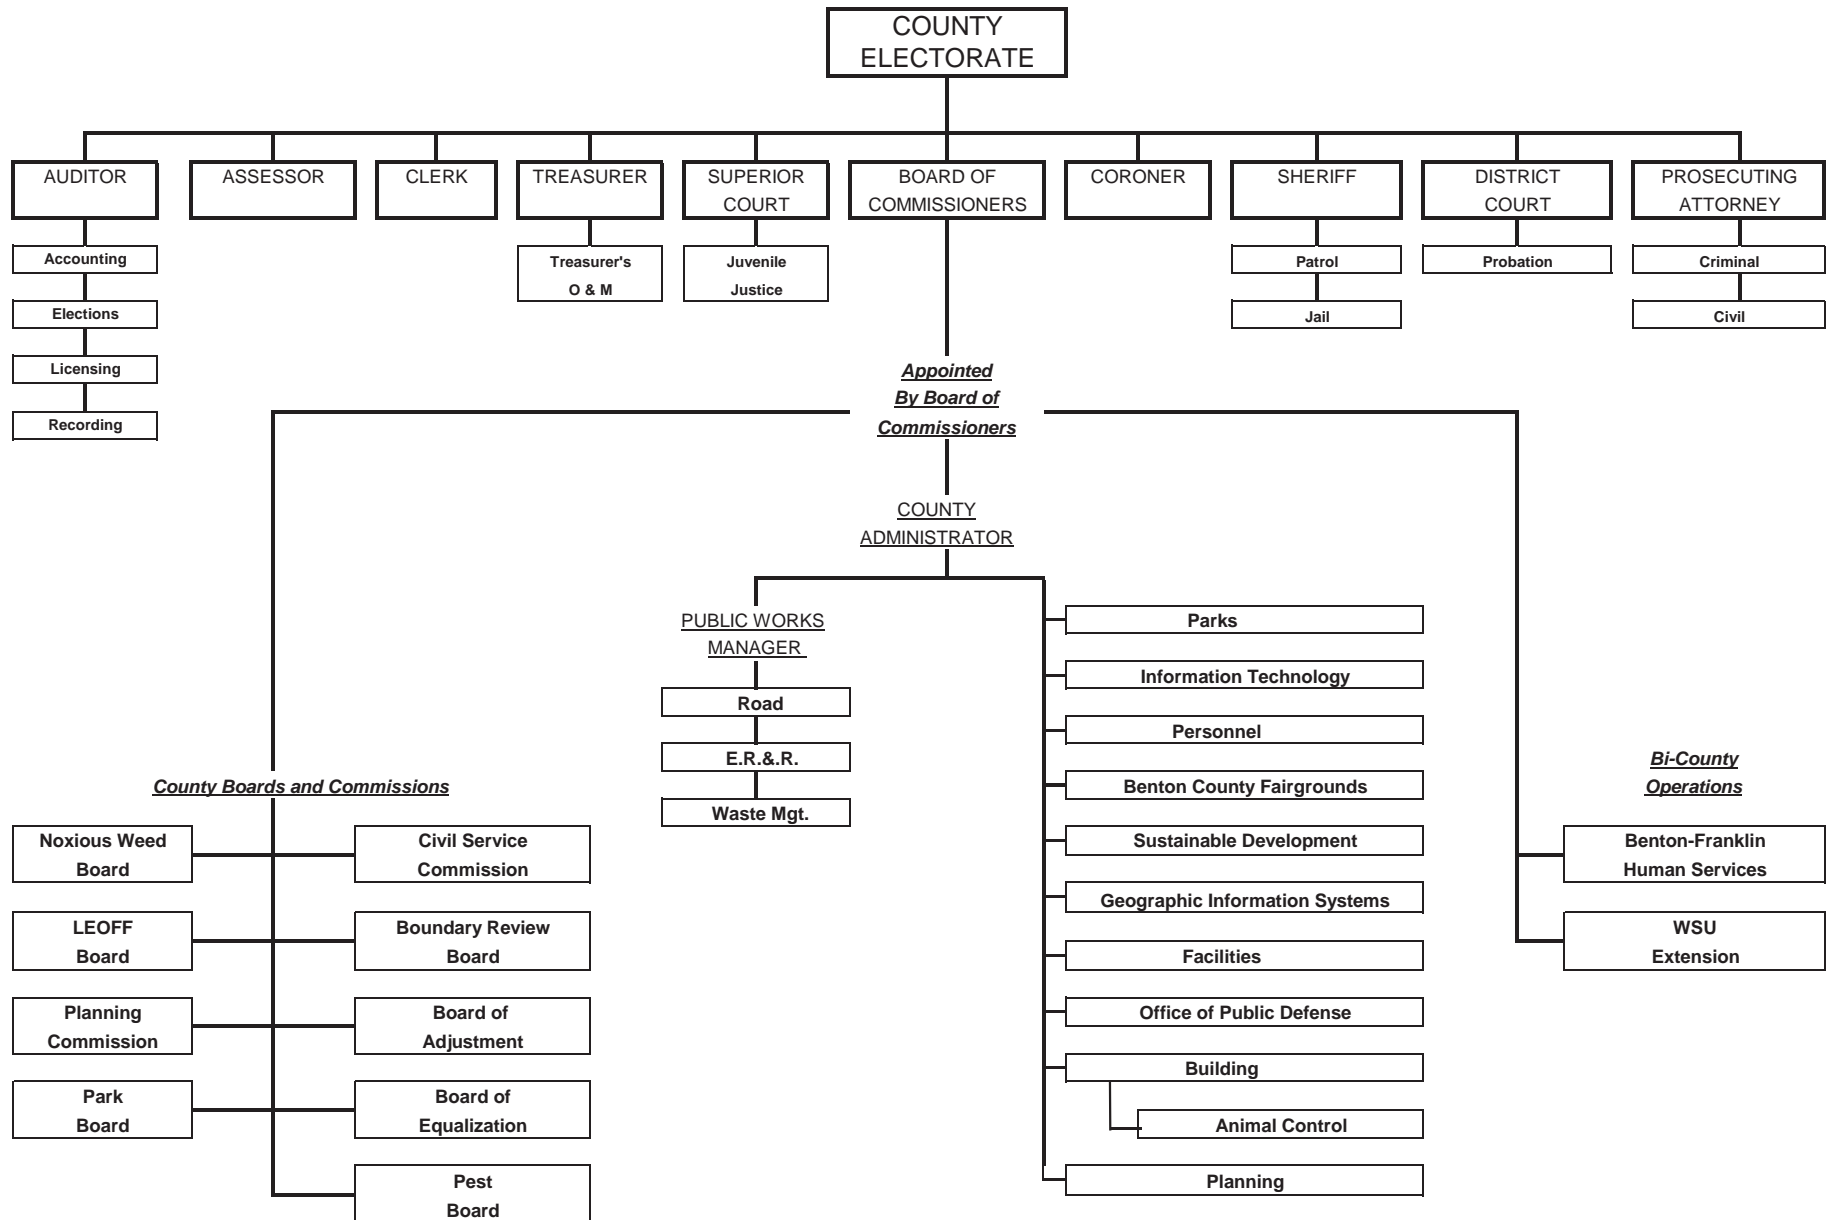 COUNTY
ELECTORATE
AUDITOR
ASSESSOR
CLERK
TREASURER
SUPERIOR
COURT
BOARD OF
COMMISSIONERS
CORONER
SHERIFF
DISTRICT
COURT
PROSECUTING
ATTORNEY
Accounting
Elections
Licensing
Recording
Treasurer's
O & M
Juvenile
Justice
Patrol
Jail
Probation
Criminal
Civil
Appointed
By Board of
Commissioners
COUNTY
ADMINISTRATOR
PUBLIC WORKS
MANAGER
Road
E.R.&.R.
Waste Mgt.
Parks
Information Technology
Personnel
Benton County Fairgrounds
Sustainable Development
Geographic Information Systems
Facilities
Office of Public Defense
Building
Animal Control
Planning
County Boards and Commissions
Noxious Weed
Board
Civil Service
Commission
LEOFF
Board
Boundary Review
Board
Planning
Commission
Board of
Adjustment
Park
Board
Board of
Equalization
Pest
Board
Bi-County
Operations
Benton-Franklin
Human Services
WSU
Extension